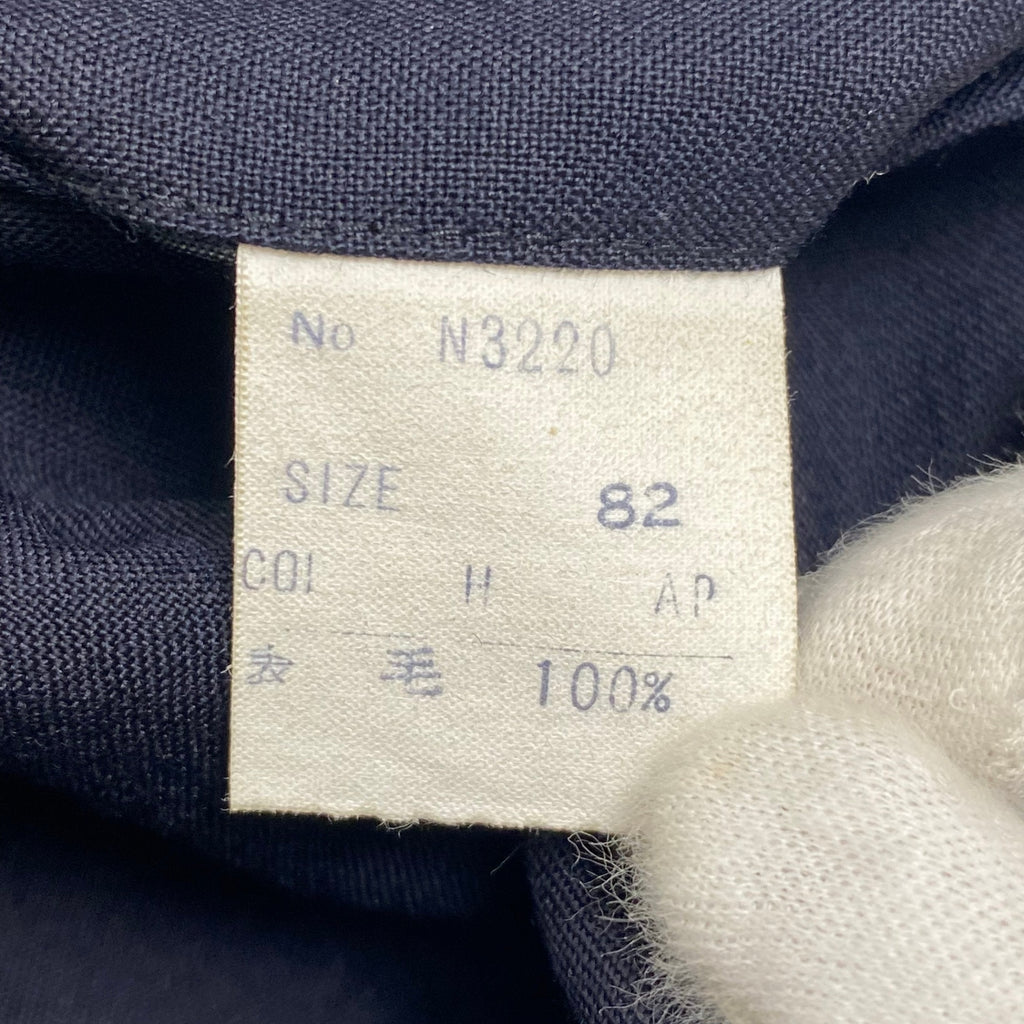 No N3220
SIZE 82
COl H AP
表 毛 100%